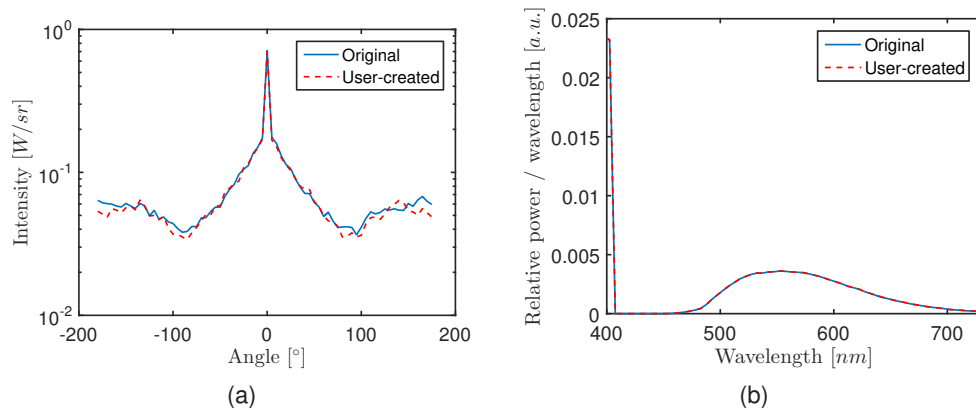 10^0
10^-1
10^-2
Intensity [W/sr]
-200
-100
0
100
200
Angle [°]
Original
User-created
(a)
0.025
0.02
0.015
0.01
0.005
0
Relative power / wavelength [a.u.]
400
500
600
700
Wavelength [nm]
Original
User-created
(b)